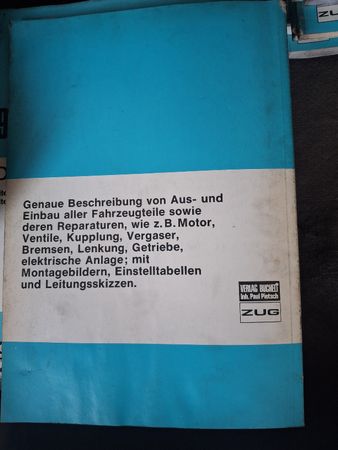 Genaue Beschreibung von Aus- und
Einbau aller Fahrzeugteile sowie
deren Reparaturen, wie z.B. Motor,
Ventile, Kupplung, Vergaser,
Bremsen, Lenkung, Getriebe,
elektrische Anlage; mit
Montagebildern, Einstelltabellen
und Leitungsskizzen.
VERLAG BUCHELI
Inh. Paul Pietsch
ZUG